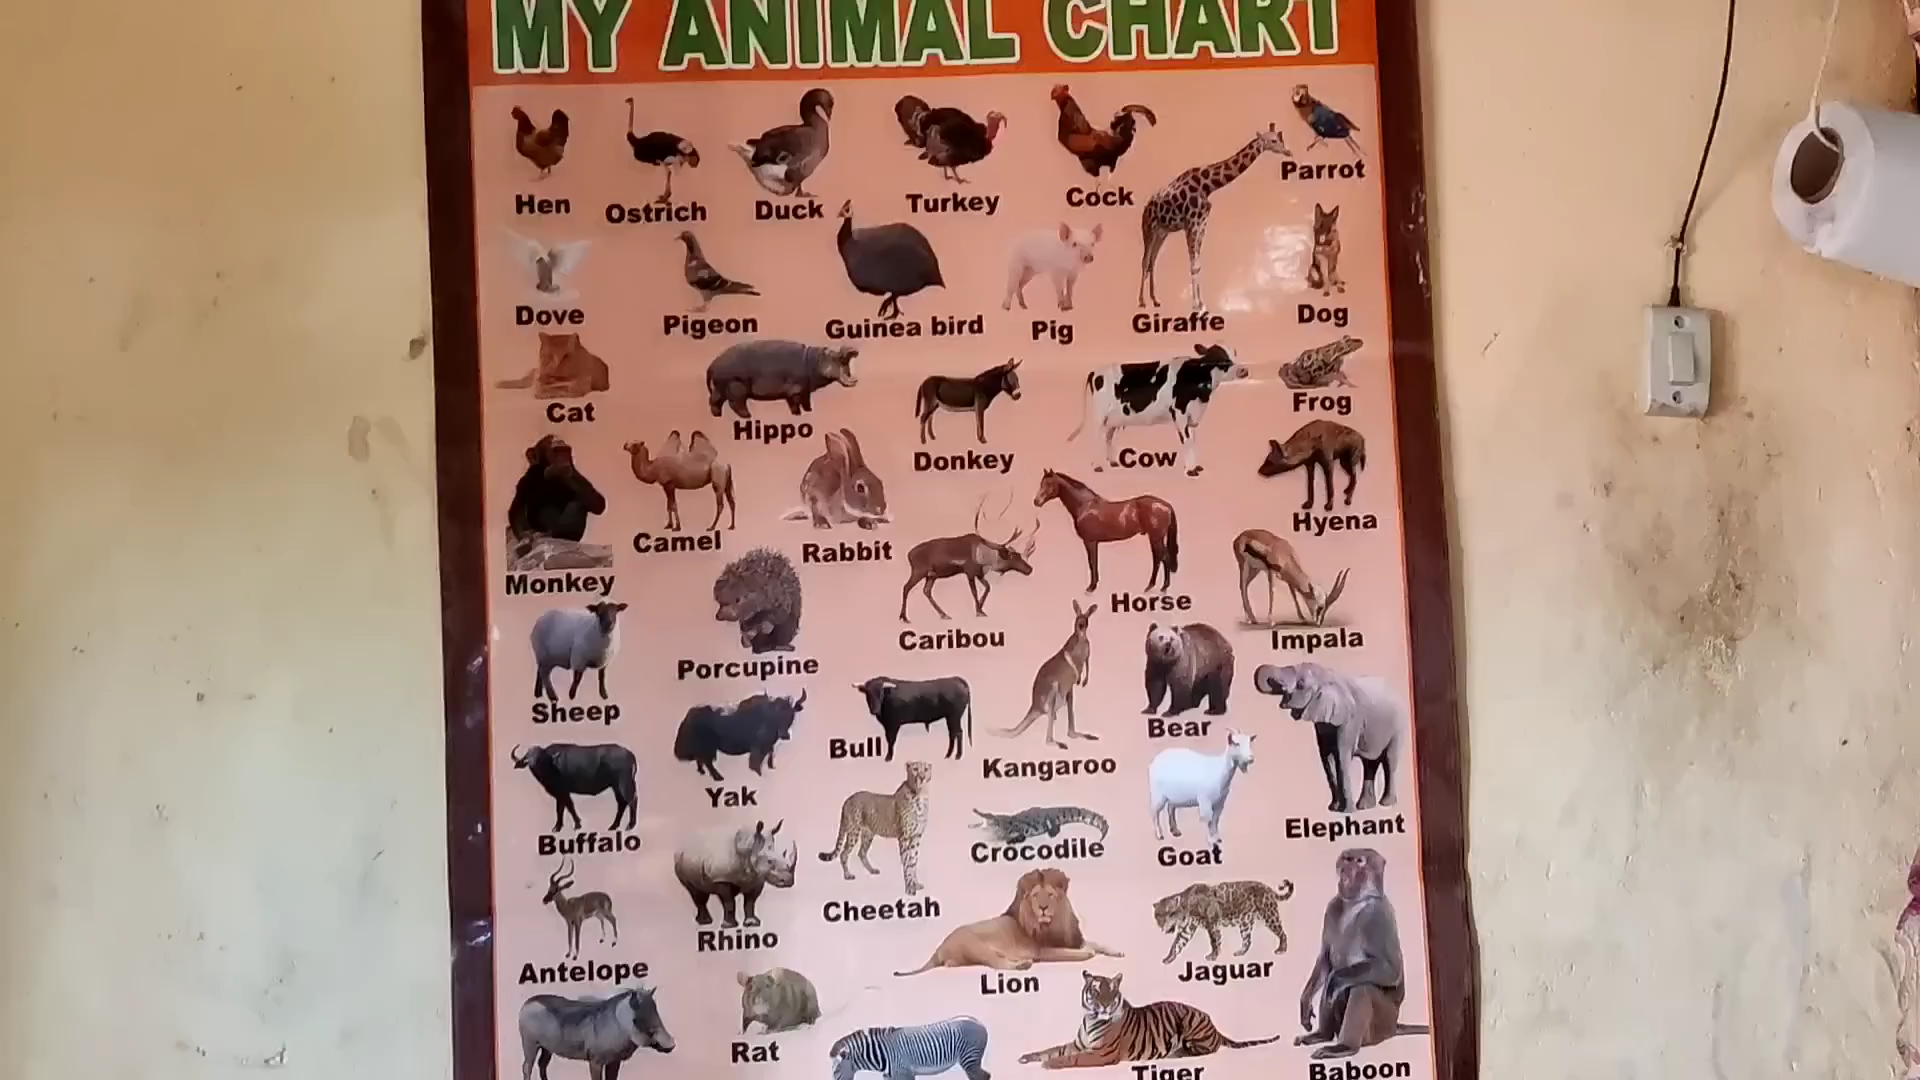 MY ANIMAL CHART
Hen
Ostrich
Duck
Turkey
Cock
Parrot
Dove
Pigeon
Guinea bird
Pig
Giraffe
Dog
Cat
Hippo
Donkey
Cow
Frog
Monkey
Camel
Rabbit
Caribou
Horse
Hyena
Sheep
Porcupine
Bull
Kangaroo
Bear
Impala
Buffalo
Yak
Cheetah
Crocodile
Goat
Elephant
Antelope
Rhino
Lion
Jaguar
Rat
Tiger
Baboon